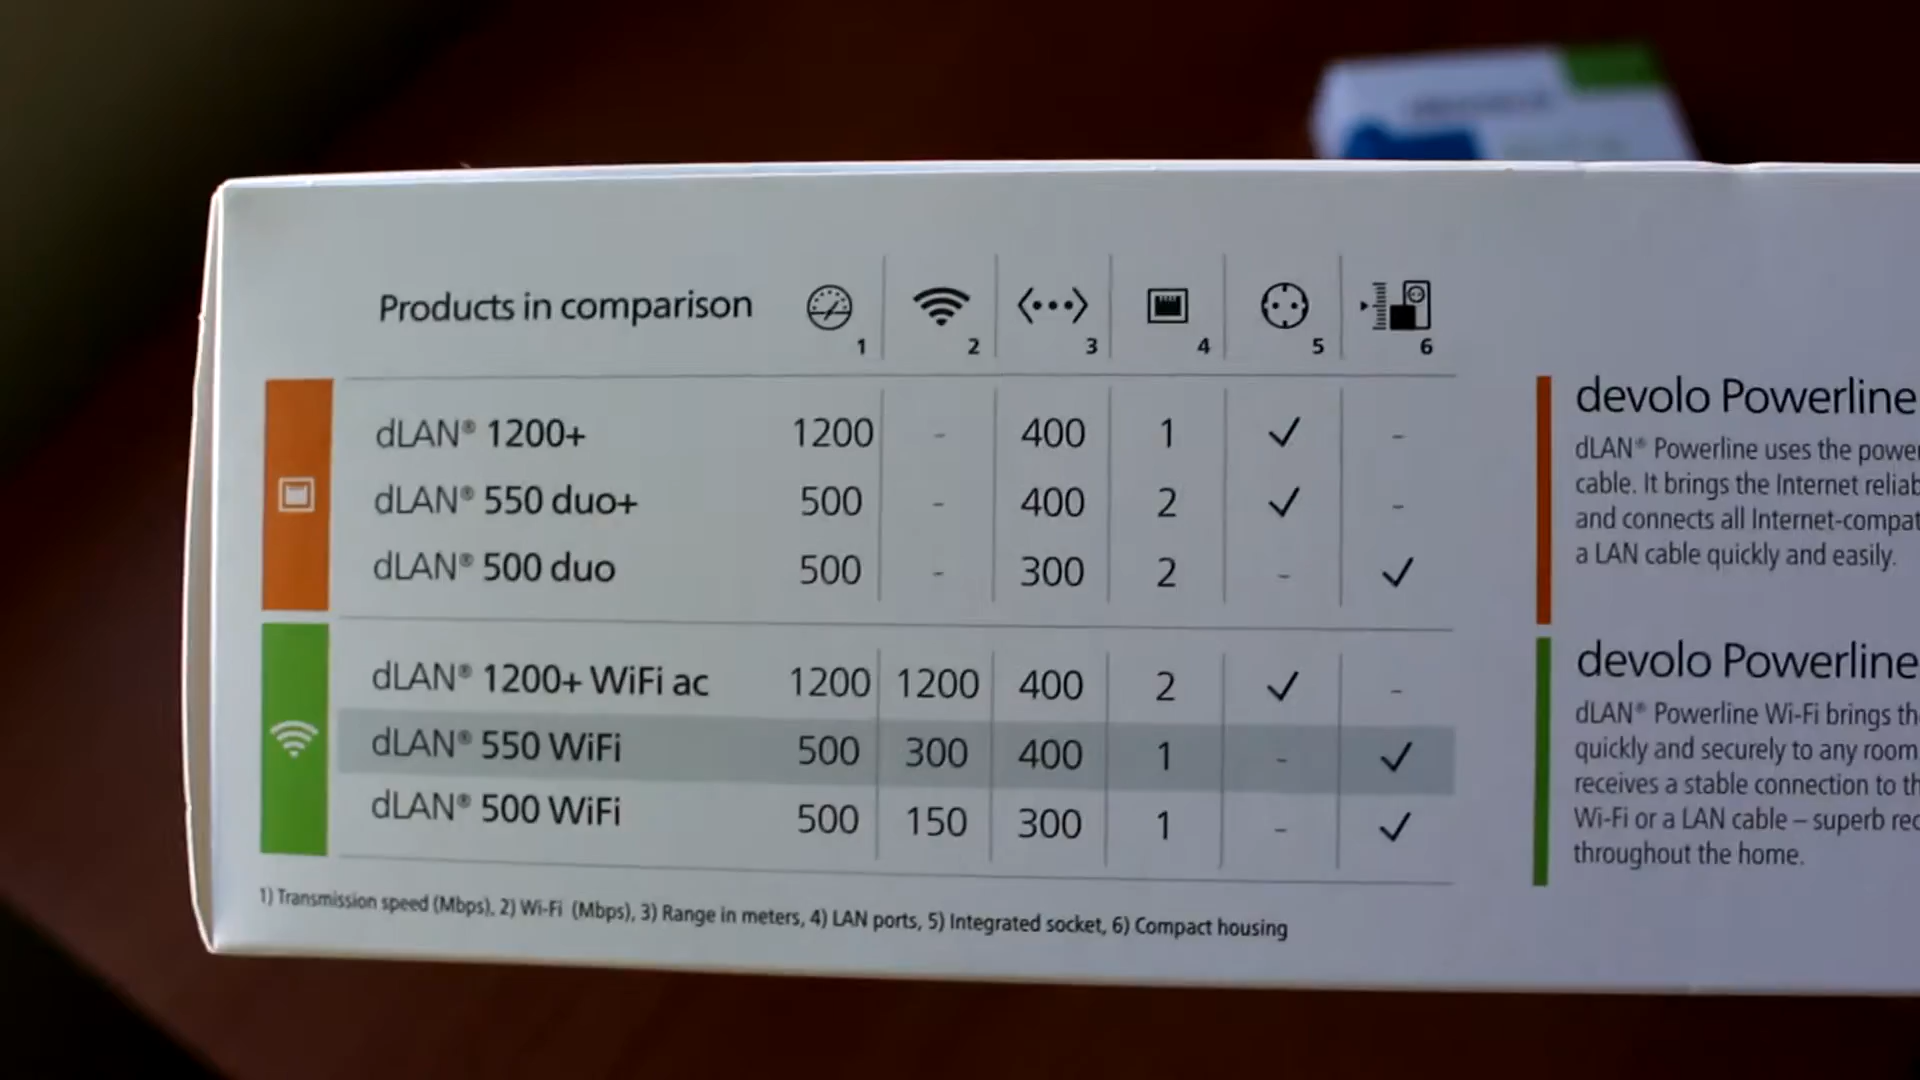 Products in comparison
1 2 3 4 5 6
dLAN® 1200+ 1200 - 400 1 ✓ -
dLAN® 550 duo+ 500 - 400 2 ✓ -
dLAN® 500 duo 500 - 300 2 - ✓
dLAN® 1200+ WiFi ac 1200 1200 400 2 ✓ -
dLAN® 550 WiFi 500 300 400 1 - ✓
dLAN® 500 WiFi 500 150 300 1 - ✓
1) Transmission speed (Mbps), 2) Wi-Fi (Mbps), 3) Range in meters, 4) LAN ports, 5) Integrated socket, 6) Compact housing
devolo Powerline
dLAN® Powerline uses the power
cable. It brings the Internet reliab
and connects all Internet-compat
a LAN cable quickly and easily.
devolo Powerline
dLAN® Powerline Wi-Fi brings th
quickly and securely to any room
receives a stable connection to th
Wi-Fi or a LAN cable – superb rec
throughout the home.